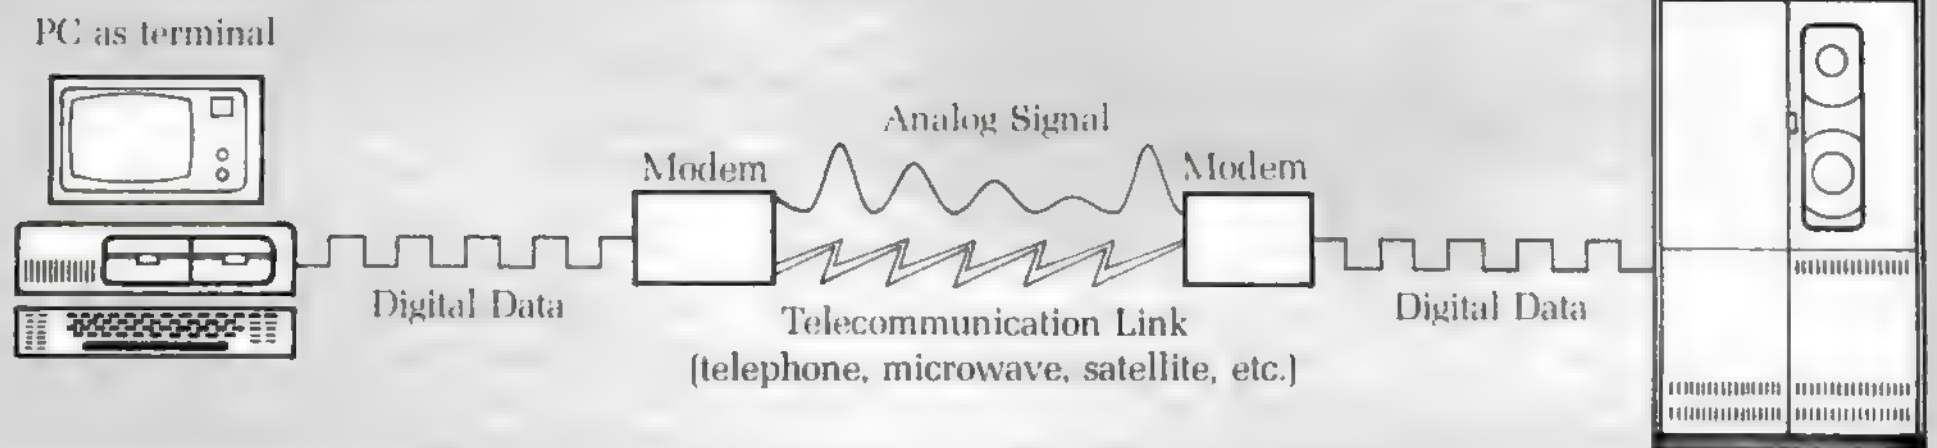 PC as terminal
Analog Signal
Modem
Modem
Digital Data
Digital Data
Telecommunication Link
(telephone, microwave, satellite, etc.)